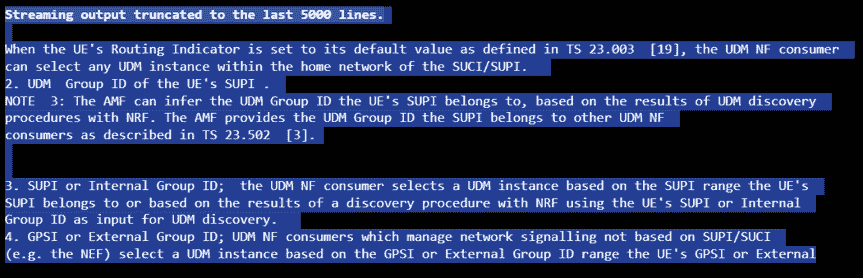 Streaming output truncated to the last 5000 lines.
When the UE's Routing Indicator is set to its default value as defined in TS 23.003  [19], the UDM NF consumer
can select any UDM instance within the home network of the SUCI/SUPI.
2. UDM  Group ID of the UE's SUPI .
NOTE  3: The AMF can infer the UDM Group ID the UE's SUPI belongs to, based on the results of UDM discovery
procedures with NRF. The AMF provides the UDM Group ID the SUPI belongs to other UDM NF
consumers as described in TS 23.502  [3].
3. SUPI or Internal Group ID;  the UDM NF consumer selects a UDM instance based on the SUPI range the UE's
SUPI belongs to or based on the results of a discovery procedure with NRF using the UE's SUPI or Internal
Group ID as input for UDM discovery.
4. GPSI or External Group ID; UDM NF consumers which manage network signalling not based on SUPI/SUCI
(e.g. the NEF) select a UDM instance based on the GPSI or External Group ID range the UE's GPSI or External